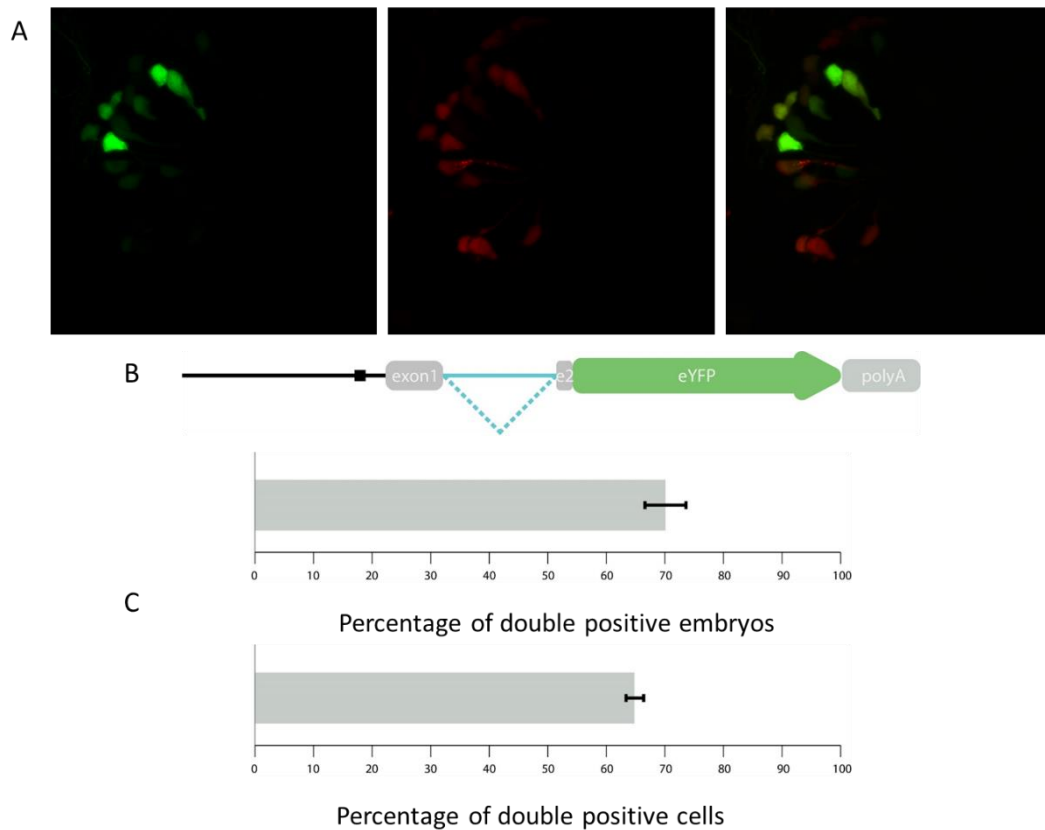 A
B
exon1 e2 eYFP polyA
0 10 20 30 40 50 60 70 80 90 100
C
Percentage of double positive embryos
0 10 20 30 40 50 60 70 80 90 100
Percentage of double positive cells